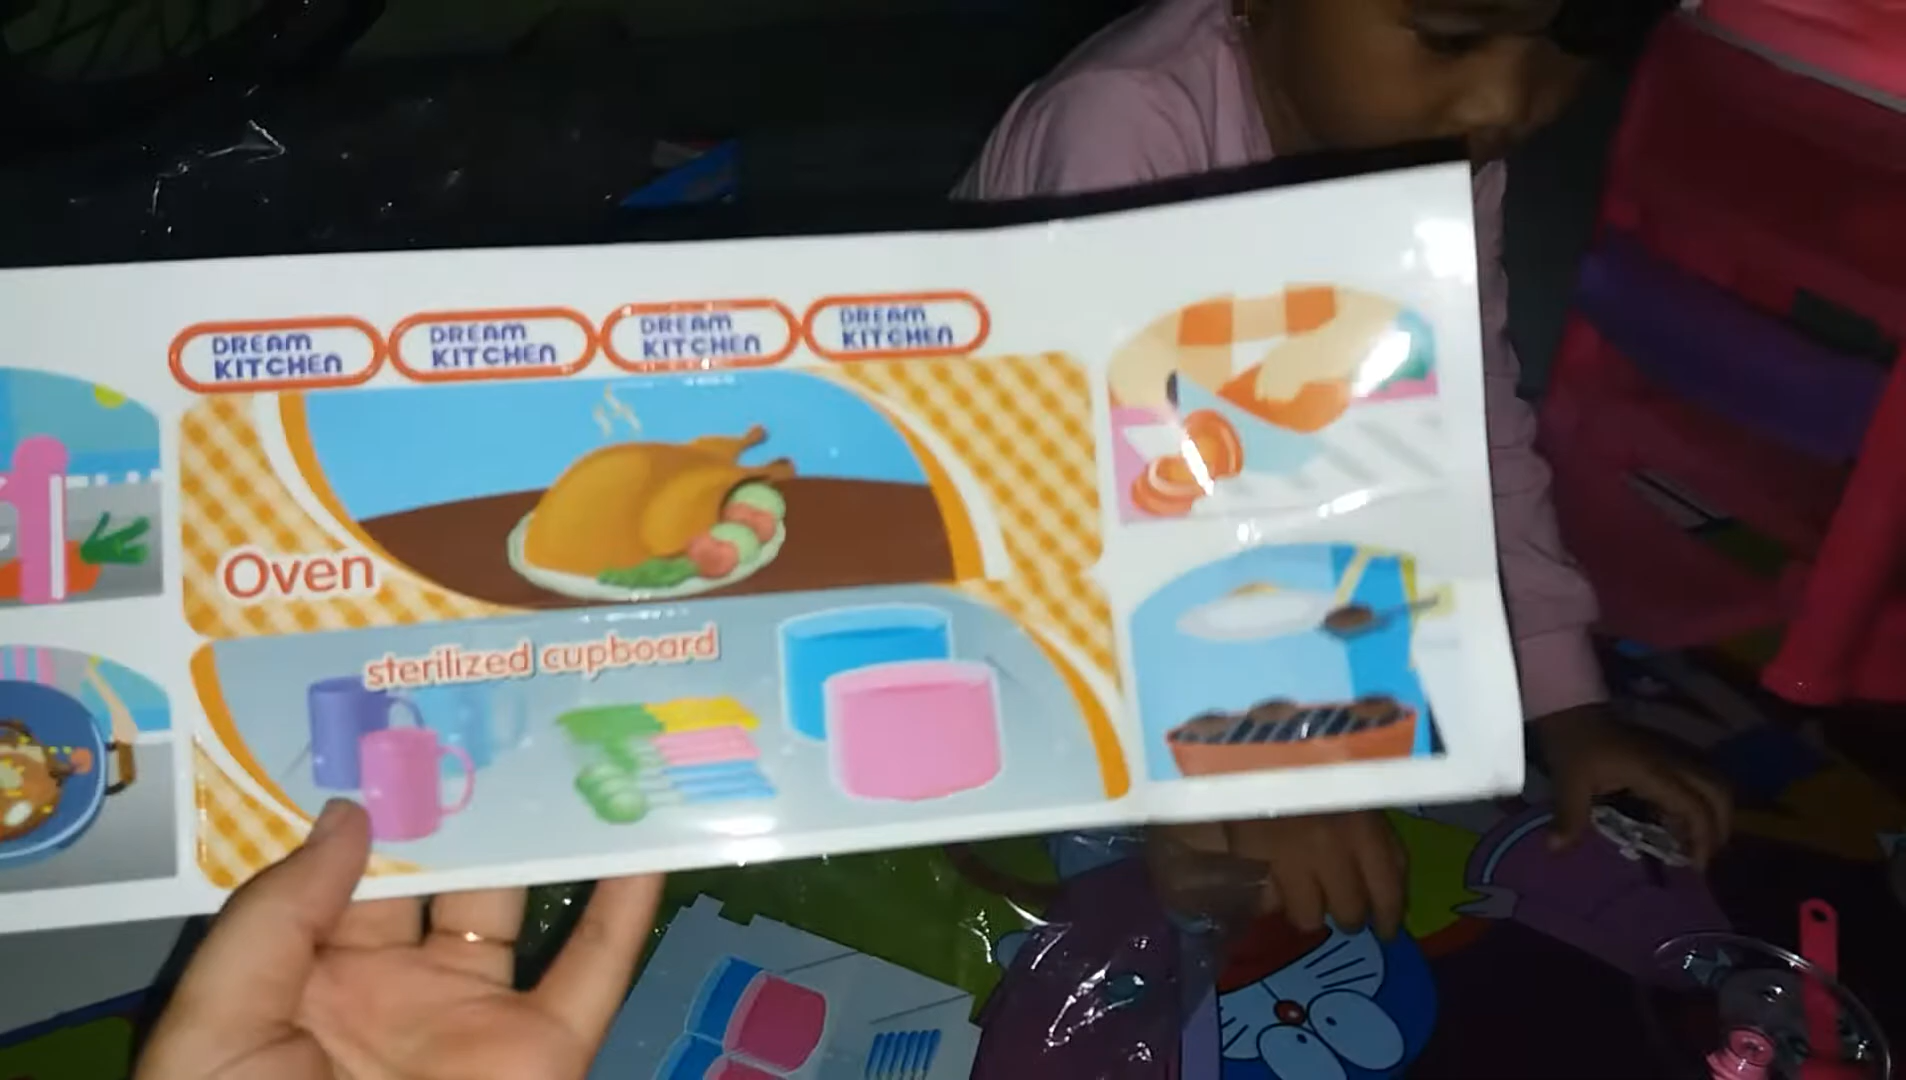 DREAM
KITCHEN
DREAM
KITCHEN
DREAM
KITCHEN
DREAM
KITCHEN
Oven
sterilized cupboard